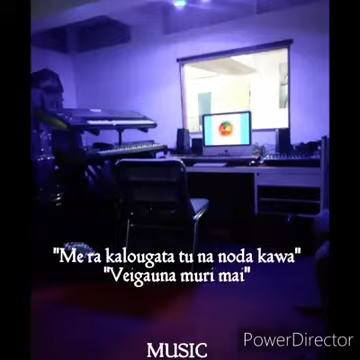 "Me ra kalougata tu na noda kawa"
"Veigauna muri mai"
PowerDirector
MUSIC